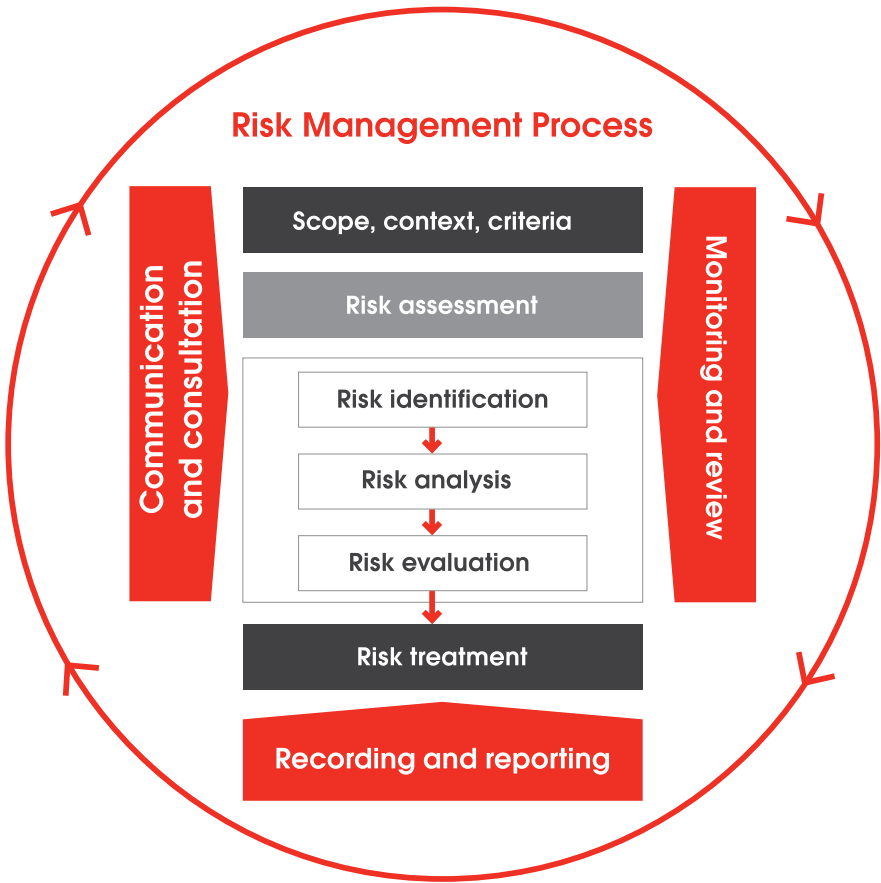 Risk Management Process
Communication
and consultation
Scope, context, criteria
Risk assessment
Risk identification
Risk analysis
Risk evaluation
Risk treatment
Monitoring and review
Recording and reporting